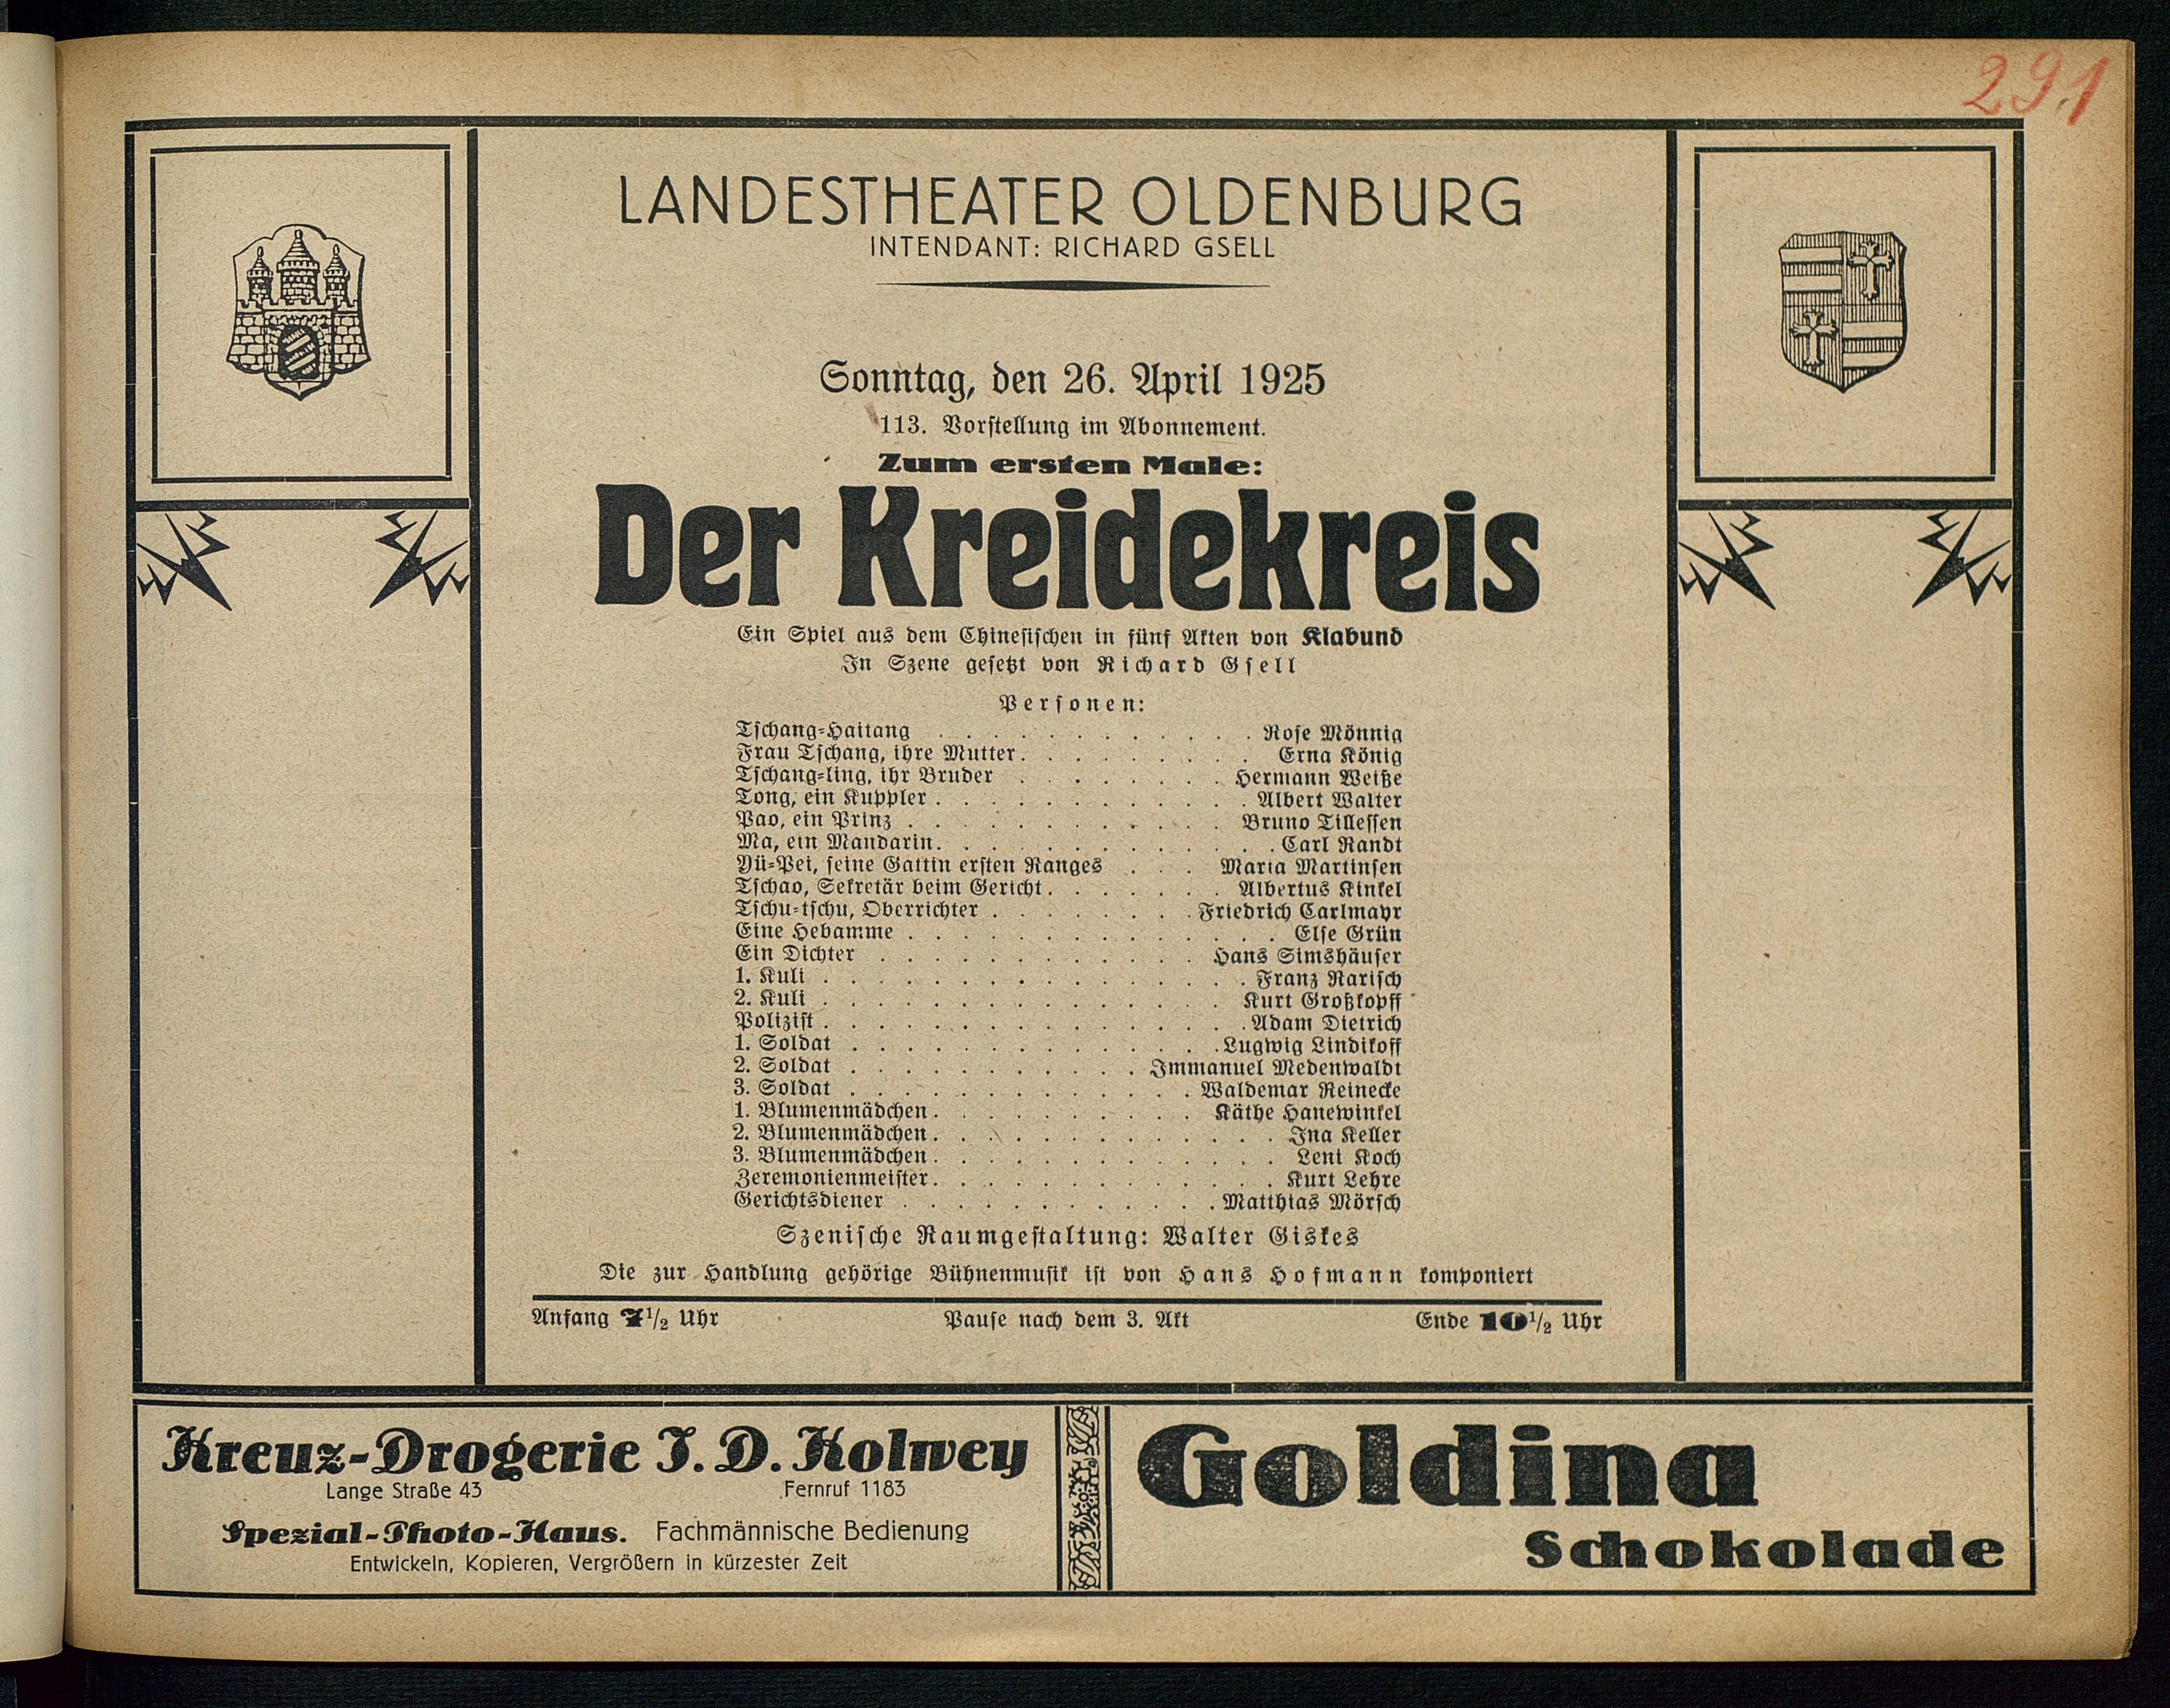 291
LANDESTHEATER OLDENBURG
INTENDANT: RICHARD GSELL
Sonntag, den 26. April 1925
113. Vorstellung im Abonnement.
Zum ersten Male:
Der Kreidekreis
Ein Spiel aus dem Chinesischen in fünf Akten von Klabund
In Szene gesetzt von Richard Gsell
Personen:
Tschang-Haitang . . . . . . . . . . . . Rose Mönnig
Frau Tschang, ihre Mutter. . . . . . . . . Erna König
Tschang-ling, ihr Bruder . . . . . . . . Hermann Weiße
Tong, ein Kuppler . . . . . . . . . . . . Albert Walter
Pao, ein Prinz . . . . . . . . . . . . Bruno Tillessen
Ma, ein Mandarin. . . . . . . . . . . . . Carl Randt
Yü-Pei, seine Gattin ersten Ranges . . . Maria Martinsen
Tschao, Sekretär beim Gericht. . . . . . . Albertus Kinkel
Tschu-tschu, Oberrichter . . . . . . . . Friedrich Carlmayr
Eine Hebamme . . . . . . . . . . . . . . Else Grün
Ein Dichter . . . . . . . . . . . . Hans Simshäuser
1. Kuli . . . . . . . . . . . . . . . . Franz Rarisch
2. Kuli . . . . . . . . . . . . . . . Kurt Großkopff
Polizist . . . . . . . . . . . . . . . . Adam Dietrich
1. Soldat . . . . . . . . . . . . . . Lugwig Lindikoff
2. Soldat . . . . . . . . . . . Immanuel Medenwaldt
3. Soldat . . . . . . . . . . . . . Waldemar Reinecke
1. Blumenmädchen. . . . . . . . . . Käthe Hanewinkel
2. Blumenmädchen. . . . . . . . . . . . . Ina Keller
3. Blumenmädchen. . . . . . . . . . . . . Leni Koch
Zeremonienmeister. . . . . . . . . . . . . Kurt Lehre
Gerichtsdiener . . . . . . . . . . . . Matthias Mörsch
Szenische Raumgestaltung: Walter Giskes
Die zur Handlung gehörige Bühnenmusik ist von Hans Hofmann komponiert
Anfang 7 1/2 Uhr Pause nach dem 3. Akt Ende 10 1/2 Uhr
Kreuz-Drogerie J. D. Kolwey
Lange Straße 43 Fernruf 1183
Spezial-Photo-Haus. Fachmännische Bedienung
Entwickeln, Kopieren, Vergrößern in kürzester Zeit
Goldina
Schokolade